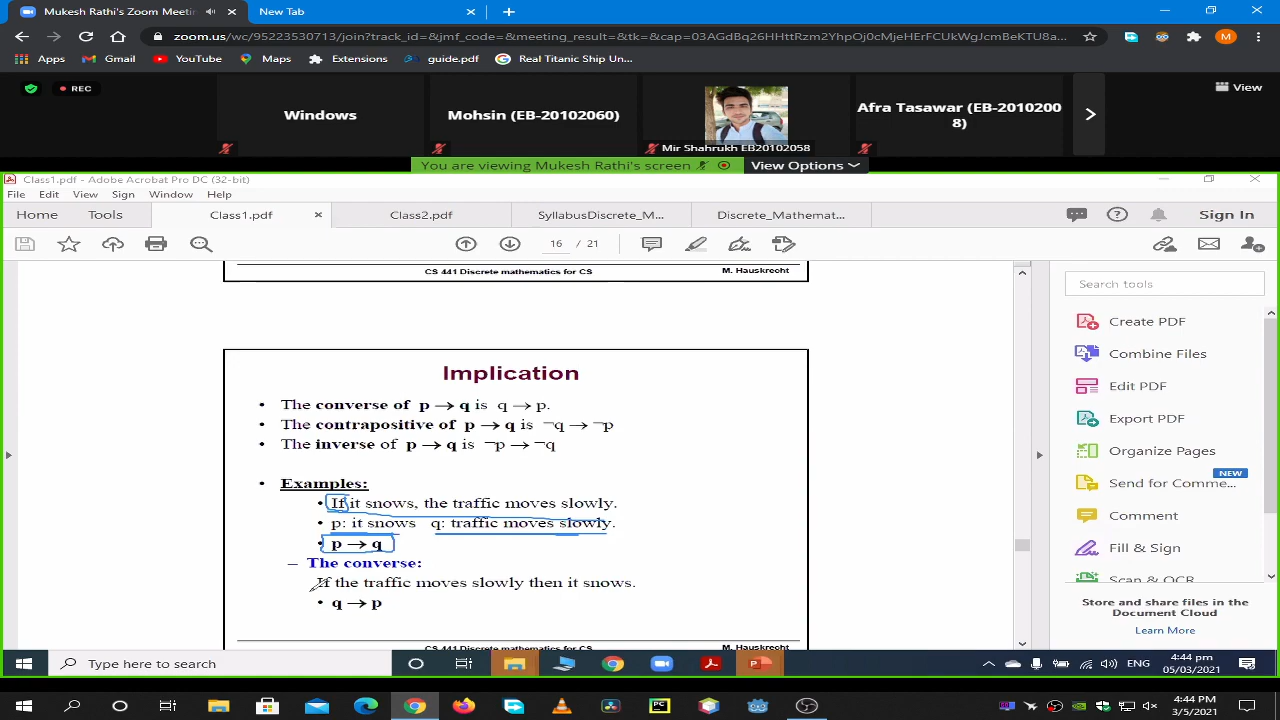 Mukesh Rathi's Zoom Meeti
New Tab
zoom.us/wc/95223530713/join?track_id=&jmf_code=&meeting_result=&tk=&cap=03AGdBq26HHttRzm2YhpOj0cMjeHErFCUkWgJcmBeKTU8a...
M
Apps
Gmail
YouTube
Maps
Extensions
guide.pdf
Real Titanic Ship Un...
REC
View
Windows
Mohsin (EB-20102060)
Mir Shahrukh EB20102058
Afra Tasawar (EB-2010200
8)
You are viewing Mukesh Rathi's screen
View Options
Class1.pdf - Adobe Acrobat Pro DC (32-bit)
File Edit View Sign Window Help
Home Tools Class1.pdf Class2.pdf SyllabusDiscrete_M... Discrete_Mathemat... Sign In
16 / 21
CS 441 Discrete mathematics for CS M. Hauskrecht
Search tools
Create PDF
Combine Files
Edit PDF
Export PDF
Organize Pages
NEW
Send for Comme...
Comment
Fill & Sign
Scan & OCR
Store and share files in the
Document Cloud
Learn More
Implication
• The converse of p → q is q → p.
• The contrapositive of p → q is ¬q → ¬p
• The inverse of p → q is ¬p → ¬q
• Examples:
• If it snows, the traffic moves slowly.
• p: it snows q: traffic moves slowly.
• p → q
– The converse:
If the traffic moves slowly then it snows.
• q → p
CS 441 Discrete mathematics for CS M. Hauskrecht
Type here to search
ENG
4:44 pm
05/03/2021
PC
4:44 PM
3/5/2021